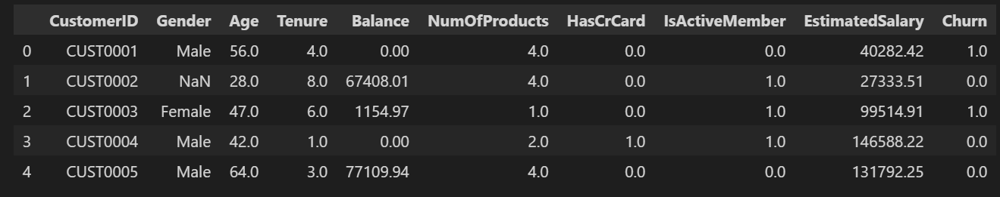 CustomerID Gender Age Tenure Balance NumOfProducts HasCrCard IsActiveMember EstimatedSalary Churn
0 CUST0001 Male 56.0 4.0 0.00 4.0 0.0 0.0 40282.42 1.0
1 CUST0002 NaN 28.0 8.0 67408.01 4.0 0.0 1.0 27333.51 0.0
2 CUST0003 Female 47.0 6.0 1154.97 1.0 0.0 1.0 99514.91 1.0
3 CUST0004 Male 42.0 1.0 0.00 2.0 1.0 1.0 146588.22 0.0
4 CUST0005 Male 64.0 3.0 77109.94 4.0 0.0 0.0 131792.25 0.0